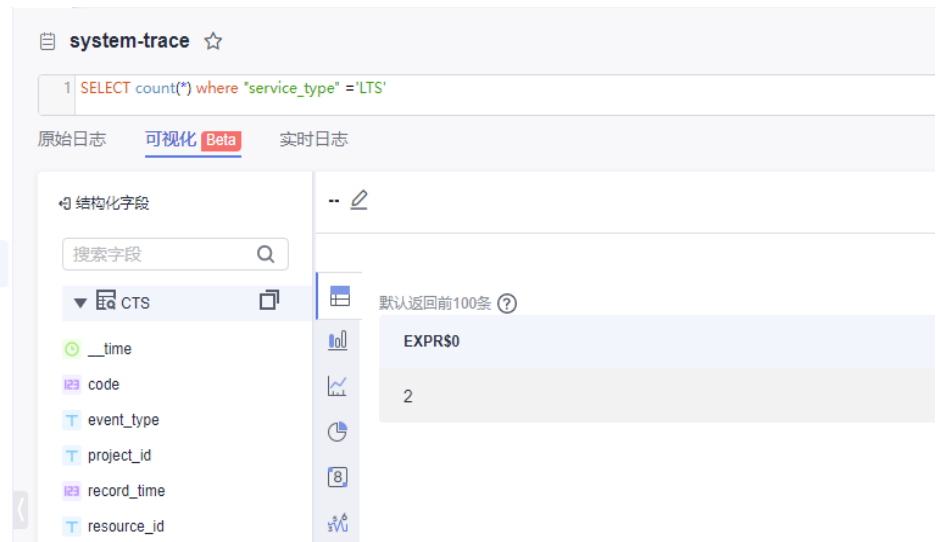 system-trace
1 SELECT count(*) where "service_type" ='LTS'
原始日志 可视化 Beta 实时日志
结构化字段
--
搜索字段
CTS
默认返回前100条
__time
EXPR$0
code
2
event_type
project_id
record_time
resource_id